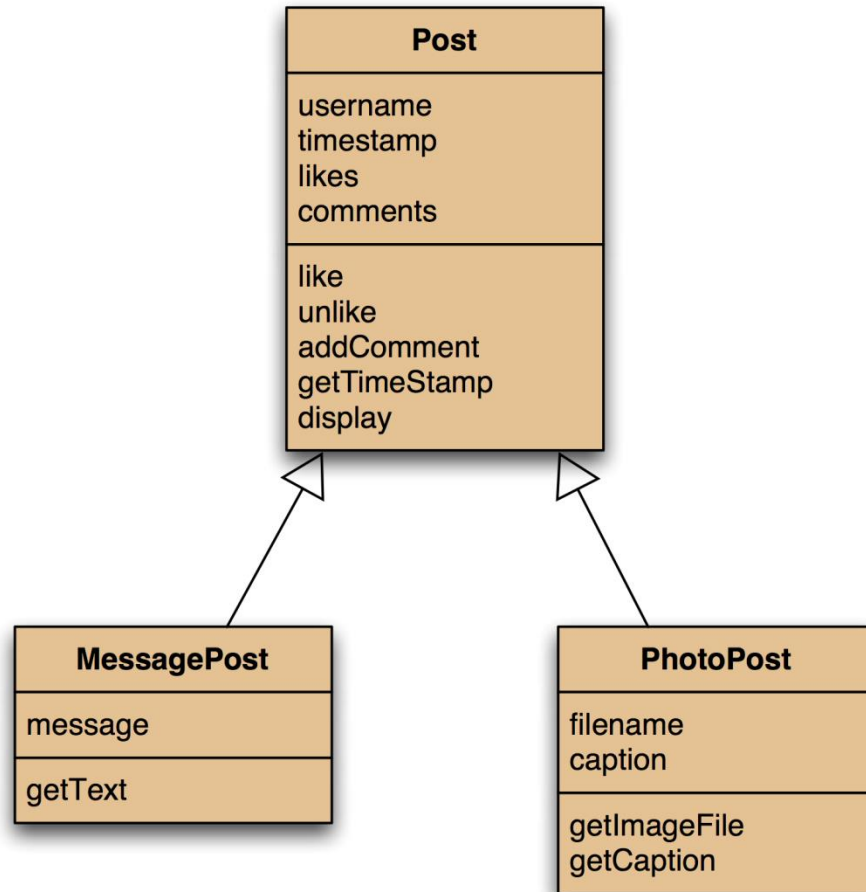 Post
username
timestamp
likes
comments
like
unlike
addComment
getTimeStamp
display
MessagePost
message
getText
PhotoPost
filename
caption
getImageFile
getCaption